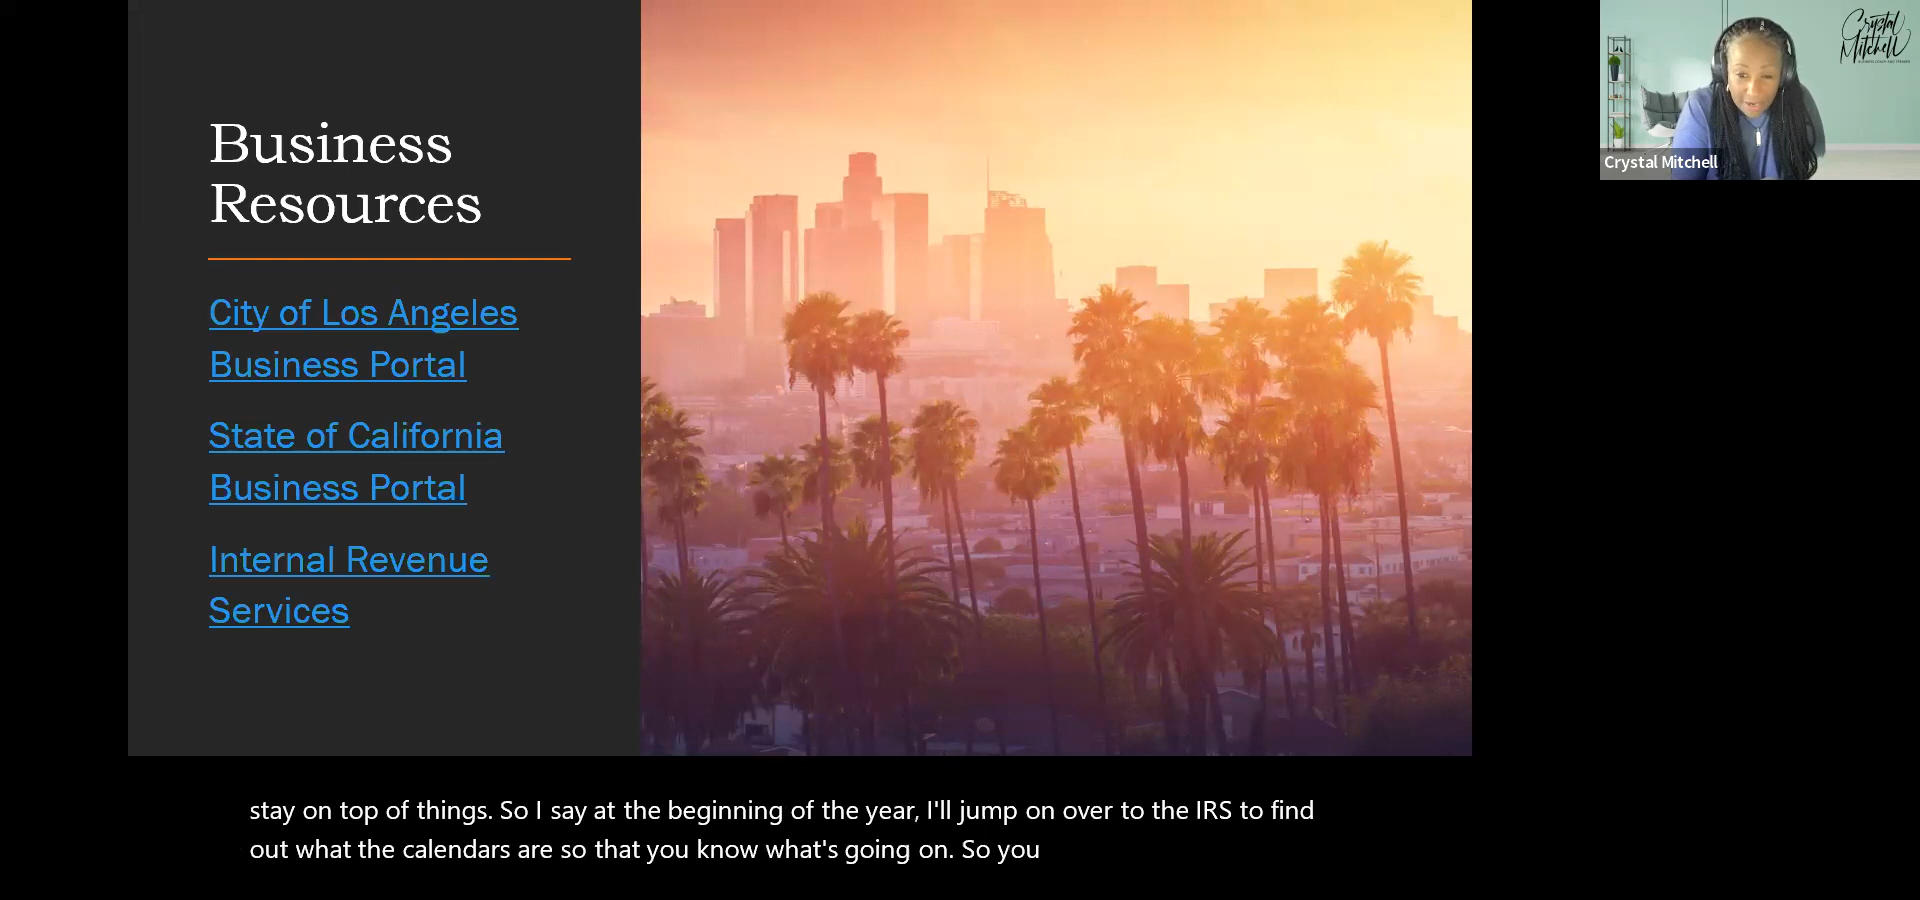 Business
Resources
City of Los Angeles
Business Portal
State of California
Business Portal
Internal Revenue
Services
Crystal
Mitchell
Crystal Mitchell
stay on top of things. So I say at the beginning of the year, I'll jump on over to the IRS to find
out what the calendars are so that you know what's going on. So you